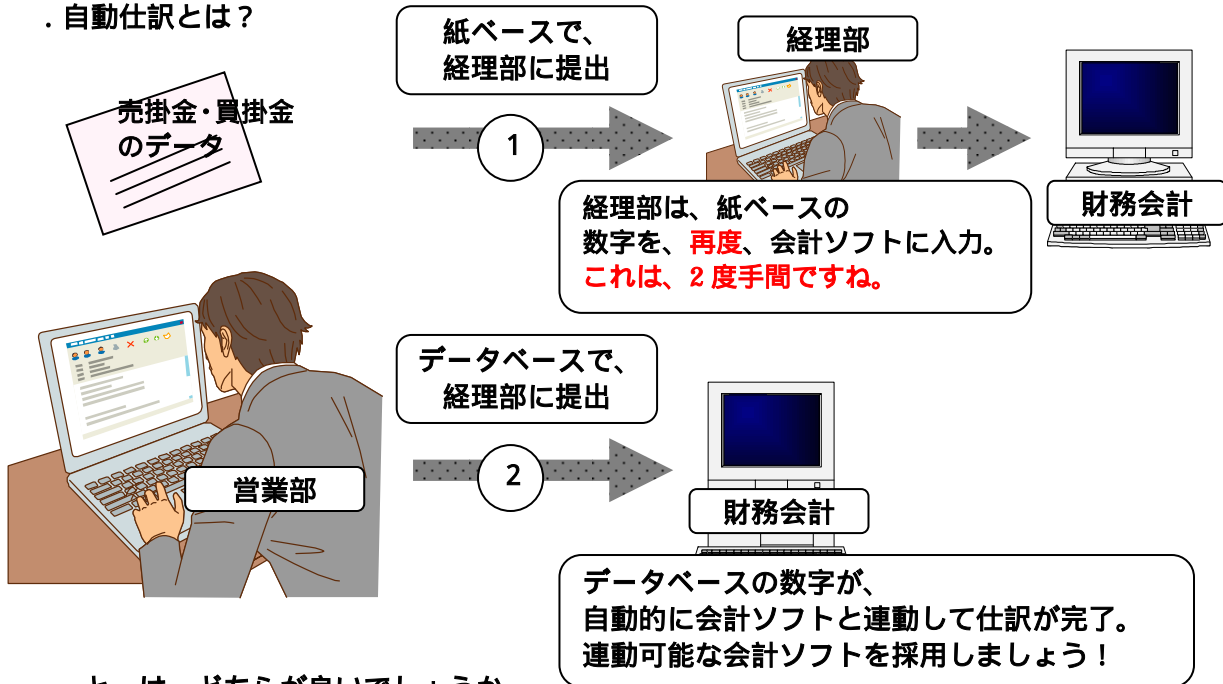 ．自動仕訳とは？
売掛金・買掛金
のデータ
紙ベースで、
経理部に提出
1
経理部
財務会計
経理部は、紙ベースの
数字を、再度、会計ソフトに入力。
これは、２度手間ですね。
営業部
データベースで、
経理部に提出
2
財務会計
データベースの数字が、
自動的に会計ソフトと連動して仕訳が完了。
連動可能な会計ソフトを採用しましょう！